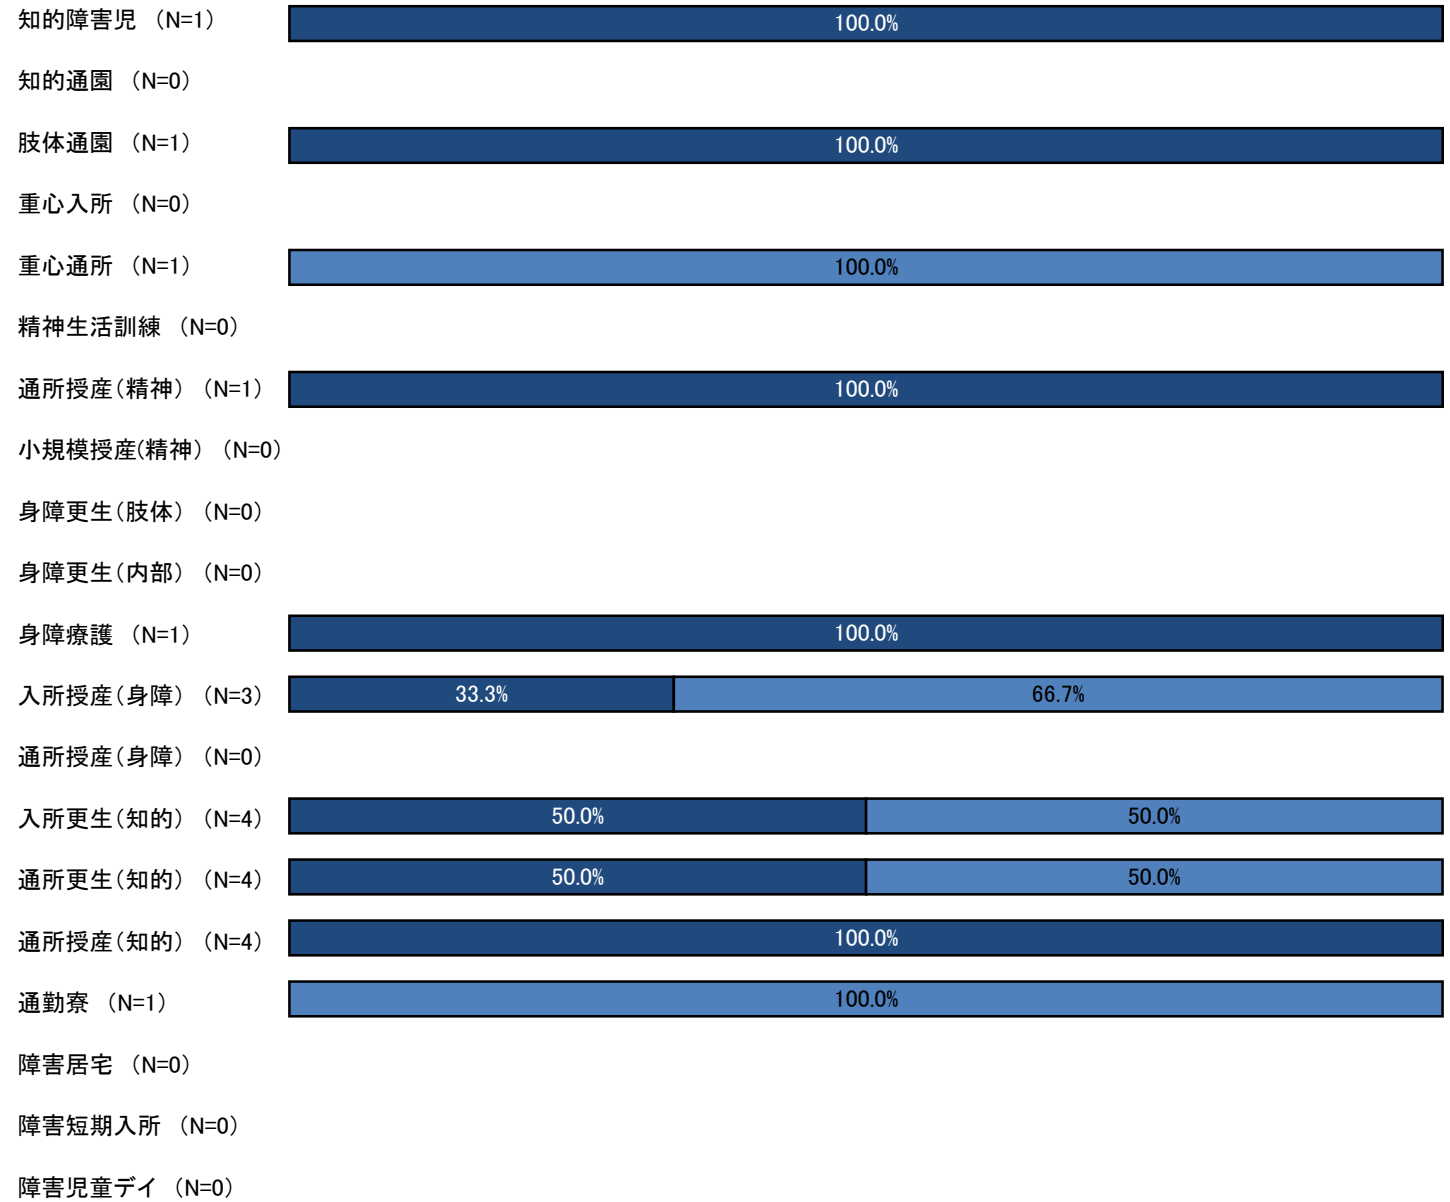 知的障害児 （N=1） 100.0%
知的通園 （N=0）
肢体通園 （N=1） 100.0%
重心入所 （N=0）
重心通所 （N=1） 100.0%
精神生活訓練 （N=0）
通所授産（精神） （N=1） 100.0%
小規模授産(精神） （N=0）
身障更生（肢体） （N=0）
身障更生（内部） （N=0）
身障療護 （N=1） 100.0%
入所授産（身障） （N=3） 33.3% 66.7%
通所授産（身障） （N=0）
入所更生（知的） （N=4） 50.0% 50.0%
通所更生（知的） （N=4） 50.0% 50.0%
通所授産（知的） （N=4） 100.0%
通勤寮 （N=1） 100.0%
障害居宅 （N=0）
障害短期入所 （N=0）
障害児童デイ （N=0）